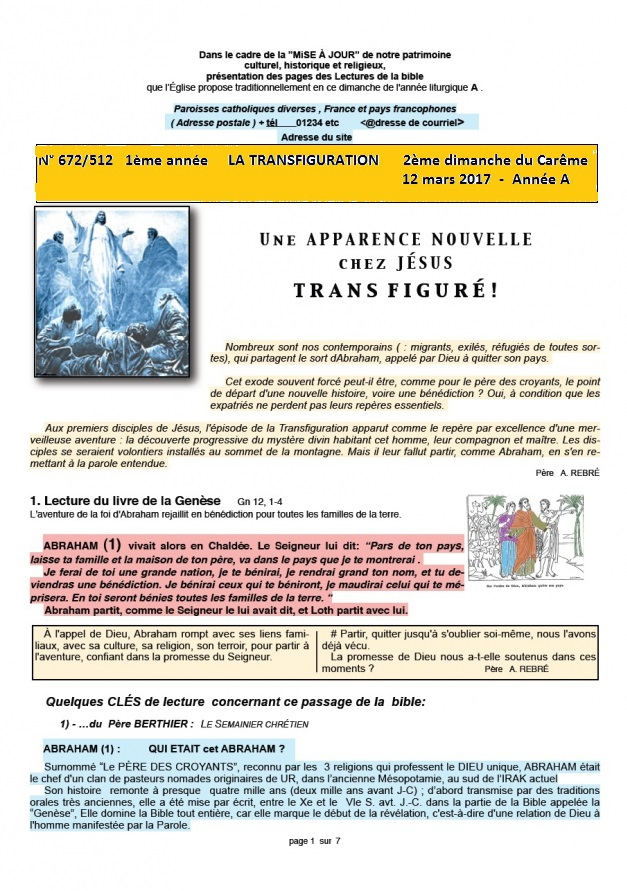 Dans le cadre de la "MiSE À JOUR" de notre patrimoine
culturel, historique et religieux,
présentation des pages des Lectures de la bible
que l'Église propose traditionnellement en ce dimanche de l'année liturgique A .
Paroisses catholiques diverses , France et pays francophones
( Adresse postale ) + tél 01234 etc <@dresse de courriel>
Adresse du site
N° 672/512 1ème année LA TRANSFIGURATION 2ème dimanche du Carême
12 mars 2017 - Année A
UNE APPARENCE NOUVELLE
CHEZ JÉSUS
TRANS FIGURÉ!
Nombreux sont nos contemporains ( : migrants, exilés, réfugiés de toutes sor-
tes), qui partagent le sort dAbraham, appelé par Dieu à quitter son pays.
Cet exode souvent forcé peut-il être, comme pour le père des croyants, le point
de départ d'une nouvelle histoire, voire une bénédiction ? Oui, à condition que les
expatriés ne perdent pas leurs repères essentiels.
Aux premiers disciples de Jésus, l'épisode de la Transfiguration apparut comme le repère par excellence d'une mer-
veilleuse aventure : la découverte progressive du mystère divin habitant cet homme, leur compagnon et maître. Les dis-
ciples se seraient volontiers installés au sommet de la montagne. Mais il leur fallut partir, comme Abraham, en s'en re-
mettant à la parole entendue.
Père A. REBRÉ
1. Lecture du livre de la Genèse Gn 12, 1-4
L'aventure de la foi d'Abraham rejaillit en bénédiction pour toutes les familles de la terre.
ABRAHAM (1) vivait alors en Chaldée. Le Seigneur lui dit: "Pars de ton pays,
laisse ta famille et la maison de ton père, va dans le pays que je te montrerai .
Je ferai de toi une grande nation, je te bénirai, je rendrai grand ton nom, et tu de-
viendras une bénédiction. Je bénirai ceux qui te béniront, je maudirai celui qui te mé-
prisera. En toi seront bénies toutes les familles de la terre. "
Abraham partit, comme le Seigneur le lui avait dit, et Loth partit avec lui.
À l'appel de Dieu, Abraham rompt avec ses liens fami-
liaux, avec sa culture, sa religion, son terroir, pour partir à
l'aventure, confiant dans la promesse du Seigneur.
# Partir, quitter jusqu'à s'oublier soi-même, nous l'avons
déjà vécu.
La promesse de Dieu nous a-t-elle soutenus dans ces
moments ? Père A. REBRÉ
Quelques CLÉS de lecture concernant ce passage de la bible:
1) - …du Père BERTHIER : LE SEMAINIER CHRÉTIEN
ABRAHAM (1) : QUI ETAIT cet ABRAHAM ?
Surnommé "Le PÈRE DES CROYANTS", reconnu par les 3 religions qui professent le DIEU unique, ABRAHAM était
le chef d'un clan de pasteurs nomades originaires de UR, dans l'ancienne Mésopotamie, au sud de l'IRAK actuel
Son histoire remonte à presque quatre mille ans (deux mille ans avant J-C) ; d'abord transmise par des traditions
orales très anciennes, elle a été mise par écrit, entre le Xe et le VIe S. avt. J.-C. dans la partie de la Bible appelée la
"Genèse", Elle domine la Bible tout entière, car elle marque le début de la révélation, c'est-à-dire d'une relation de Dieu à
l'homme manifestée par la Parole.
page 1 sur 7